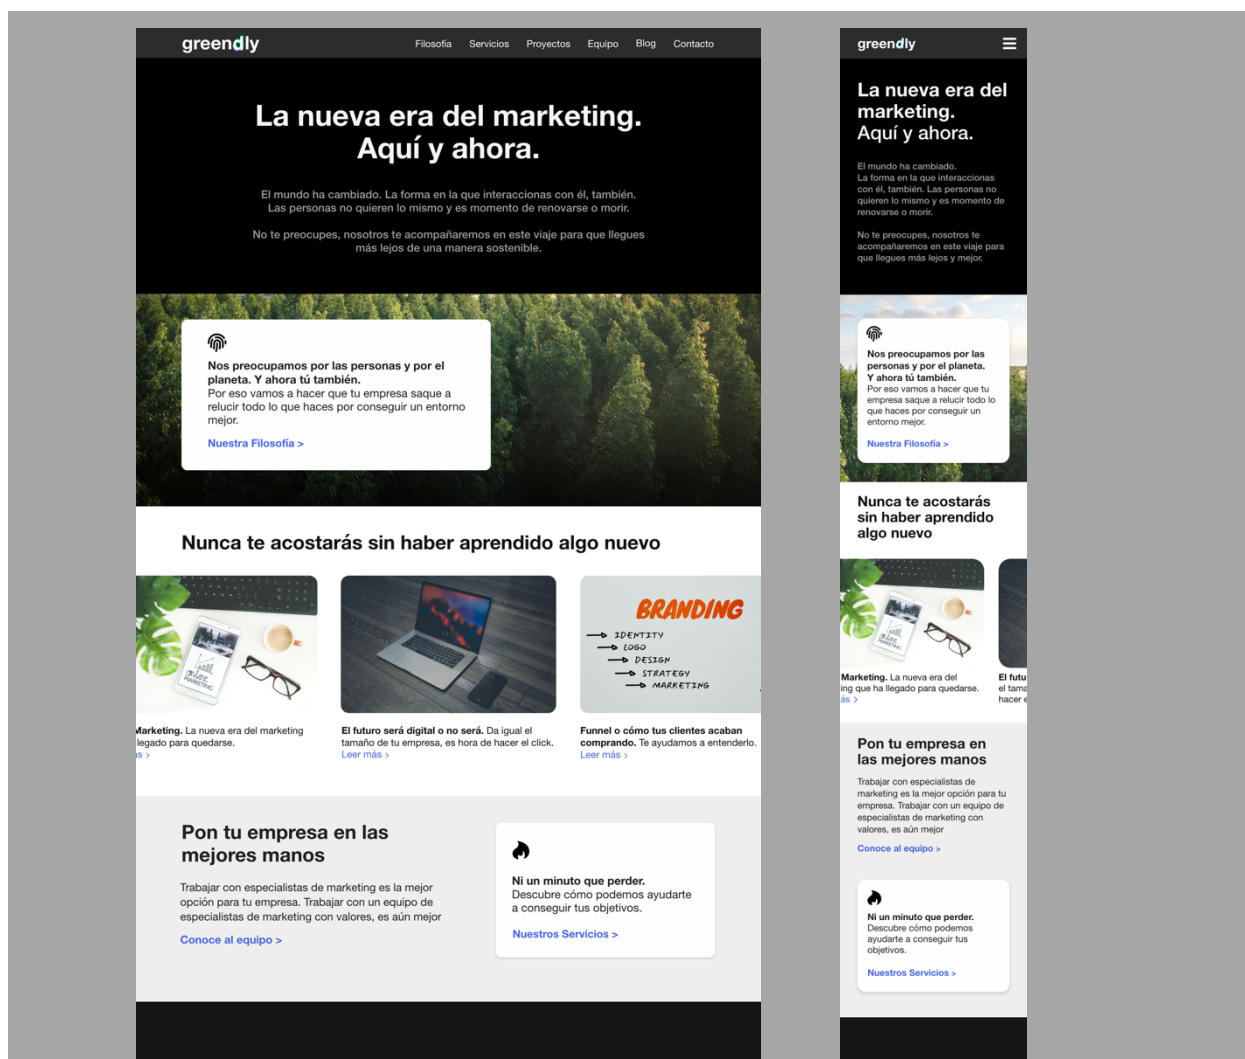 greendly
Filosofía Servicios Proyectos Equipo Blog Contacto
La nueva era del marketing.
Aquí y ahora.
El mundo ha cambiado. La forma en la que interaccionas con él, también.
Las personas no quieren lo mismo y es momento de renovarse o morir.
No te preocupes, nosotros te acompañaremos en este viaje para que llegues
más lejos de una manera sostenible.
Nos preocupamos por las personas y por el
planeta. Y ahora tú también.
Por eso vamos a hacer que tu empresa saque a
relucir todo lo que haces por conseguir un entorno
mejor.
Nuestra Filosofía >
Nunca te acostarás sin haber aprendido algo nuevo
MARKETING
BRANDING
IDENTITY
LOGO
DESIGN
STRATEGY
MARKETING
Marketing. La nueva era del marketing
legado para quedarse.
ás >
El futuro será digital o no será. Da igual el
tamaño de tu empresa, es hora de hacer el click.
Leer más >
Funnel o cómo tus clientes acaban
comprando. Te ayudamos a entenderlo.
Leer más >
Pon tu empresa en las
mejores manos
Trabajar con especialistas de marketing es la mejor
opción para tu empresa. Trabajar con un equipo de
especialistas de marketing con valores, es aún mejor
Conoce al equipo >
Ni un minuto que perder.
Descubre cómo podemos ayudarte
a conseguir tus objetivos.
Nuestros Servicios >
greendly
La nueva era del
marketing.
Aquí y ahora.
El mundo ha cambiado.
La forma en la que interaccionas
con él, también. Las personas no
quieren lo mismo y es momento de
renovarse o morir.
No te preocupes, nosotros te
acompañaremos en este viaje para
que llegues más lejos y mejor.
Nos preocupamos por las
personas y por el planeta.
Y ahora tú también.
Por eso vamos a hacer que tu
empresa saque a relucir todo lo
que haces por conseguir un
entorno mejor.
Nuestra Filosofía >
Nunca te acostarás
sin haber aprendido
algo nuevo
MARKETING
Marketing. La nueva era del
ing que ha llegado para quedarse.
ás >
El futu
el tama
hacer e
Pon tu empresa en
las mejores manos
Trabajar con especialistas de
marketing es la mejor opción para tu
empresa. Trabajar con un equipo de
especialistas de marketing con
valores, es aún mejor
Conoce al equipo >
Ni un minuto que perder.
Descubre cómo podemos
ayudarte a conseguir tus
objetivos.
Nuestros Servicios >